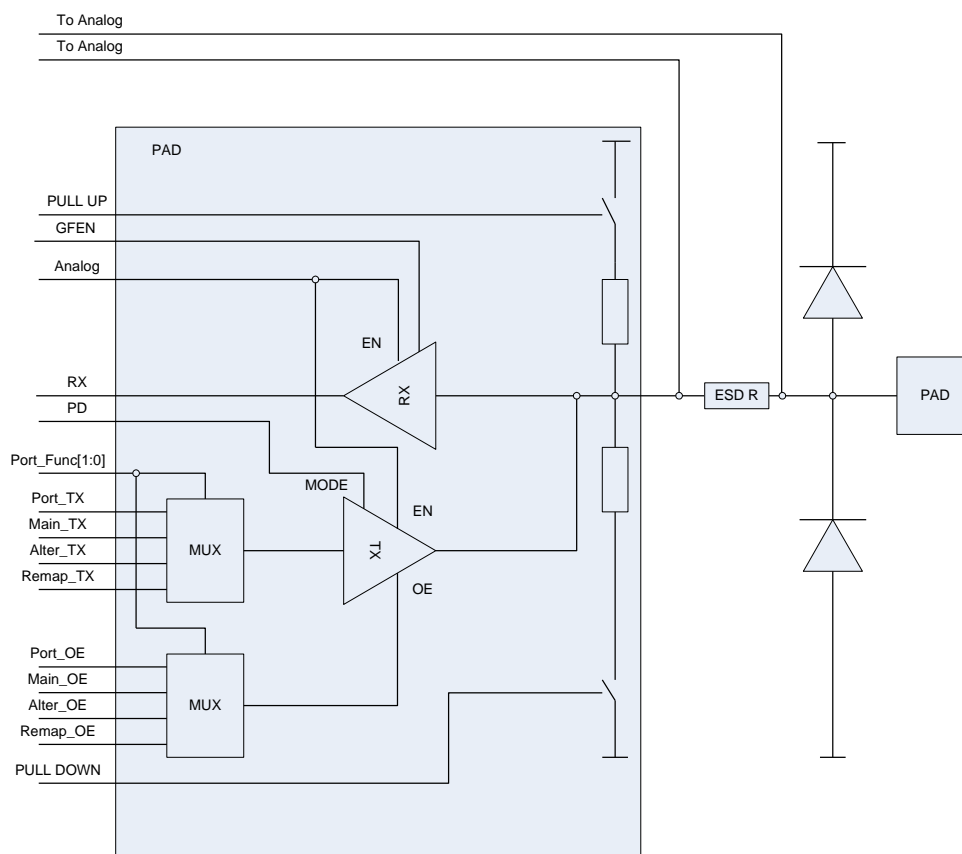 To Analog
To Analog
PAD
PULL UP
GFEN
Analog
EN
RX
RX
PD
ESD R
PAD
Port_Func[1:0]
MODE
Port_TX
EN
Main_TX
MUX
TX
Alter_TX
OE
Remap_TX
Port_OE
Main_OE
MUX
Alter_OE
Remap_OE
PULL DOWN